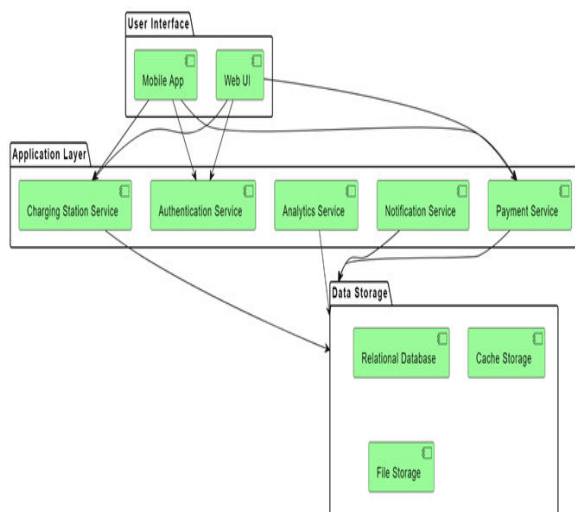 User Interface
Mobile App
Web UI
Application Layer
Charging Station Service
Authentication Service
Analytics Service
Notification Service
Payment Service
Data Storage
Relational Database
Cache Storage
File Storage